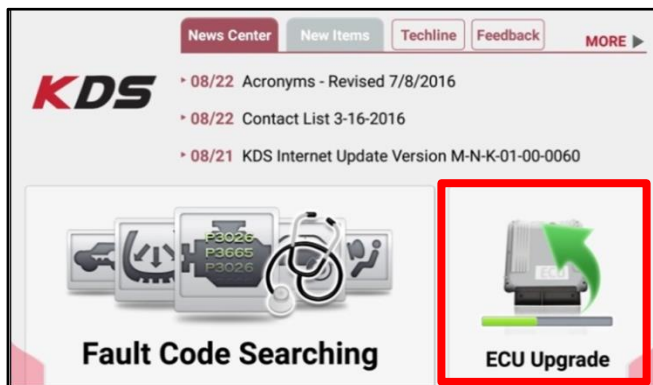 News Center New Items Techline Feedback MORE ▶
KDS
08/22 Acronyms - Revised 7/8/2016
08/22 Contact List 3-16-2016
08/21 KDS Internet Update Version M-N-K-01-00-0060
P3026
P3665
P3026
ECU
Fault Code Searching
ECU Upgrade